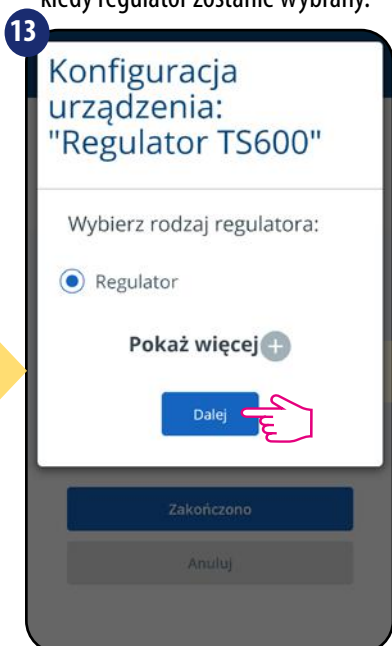 kiedy regulator zostanie wybrany.
13
Konfiguracja
urządzenia:
"Regulator TS600"
Wybierz rodzaj regulatora:
Regulator
Pokaż więcej +
Dalej
Zakończono
Anuluj